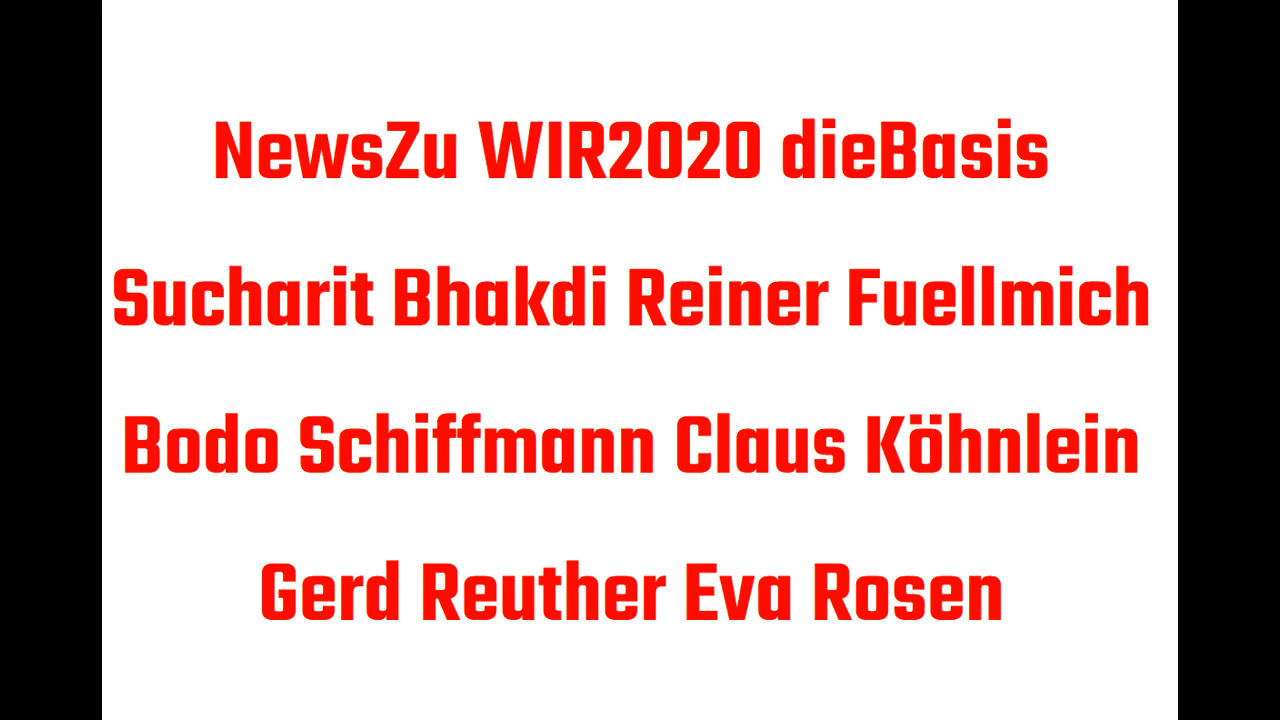 NewsZu WIR2020 dieBasis
Sucharit Bhakdi Reiner Fuellmich
Bodo Schiffmann Claus Köhnlein
Gerd Reuther Eva Rosen